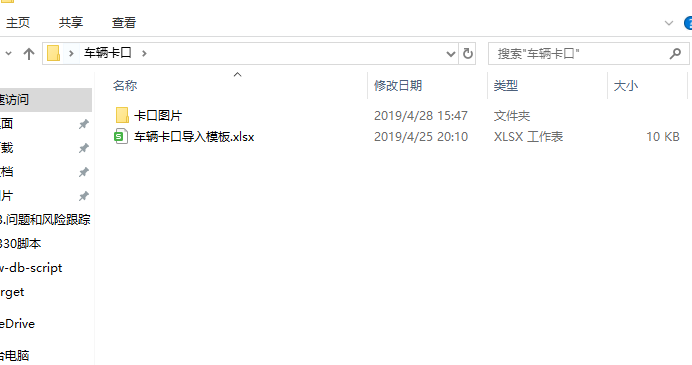 主页 共享 查看
车辆卡口
搜索"车辆卡口"
名称 修改日期 类型 大小
速访问
卡口图片 2019/4/28 15:47 文件夹
面
车辆卡口导入模板.xlsx 2019/4/25 20:10 XLSX 工作表 10 KB
载
档
片
3.问题和风险跟踪
330脚本
w-db-script
rget
eDrive
台电脑